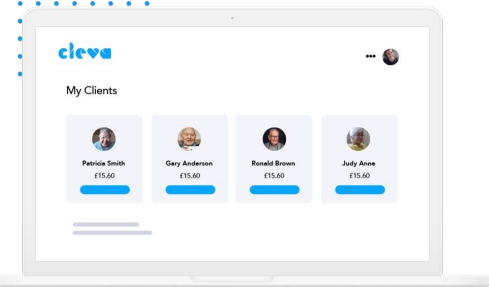 cleva
•••
My Clients
Patricia Smith Gary Anderson Ronald Brown Judy Anne
£15.60 £15.60 £15.60 £15.60